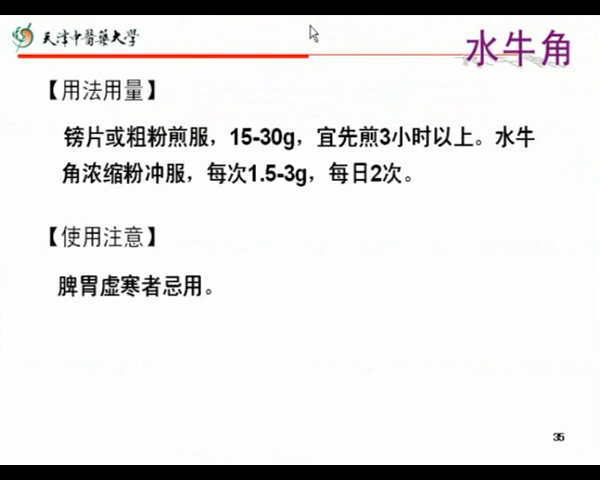 天津中醫藥大學
水牛角
【用法用量】
镑片或粗粉煎服，15-30g，宜先煎3小时以上。水牛
角浓缩粉冲服，每次1.5-3g，每日2次。
【使用注意】
脾胃虚寒者忌用。
35